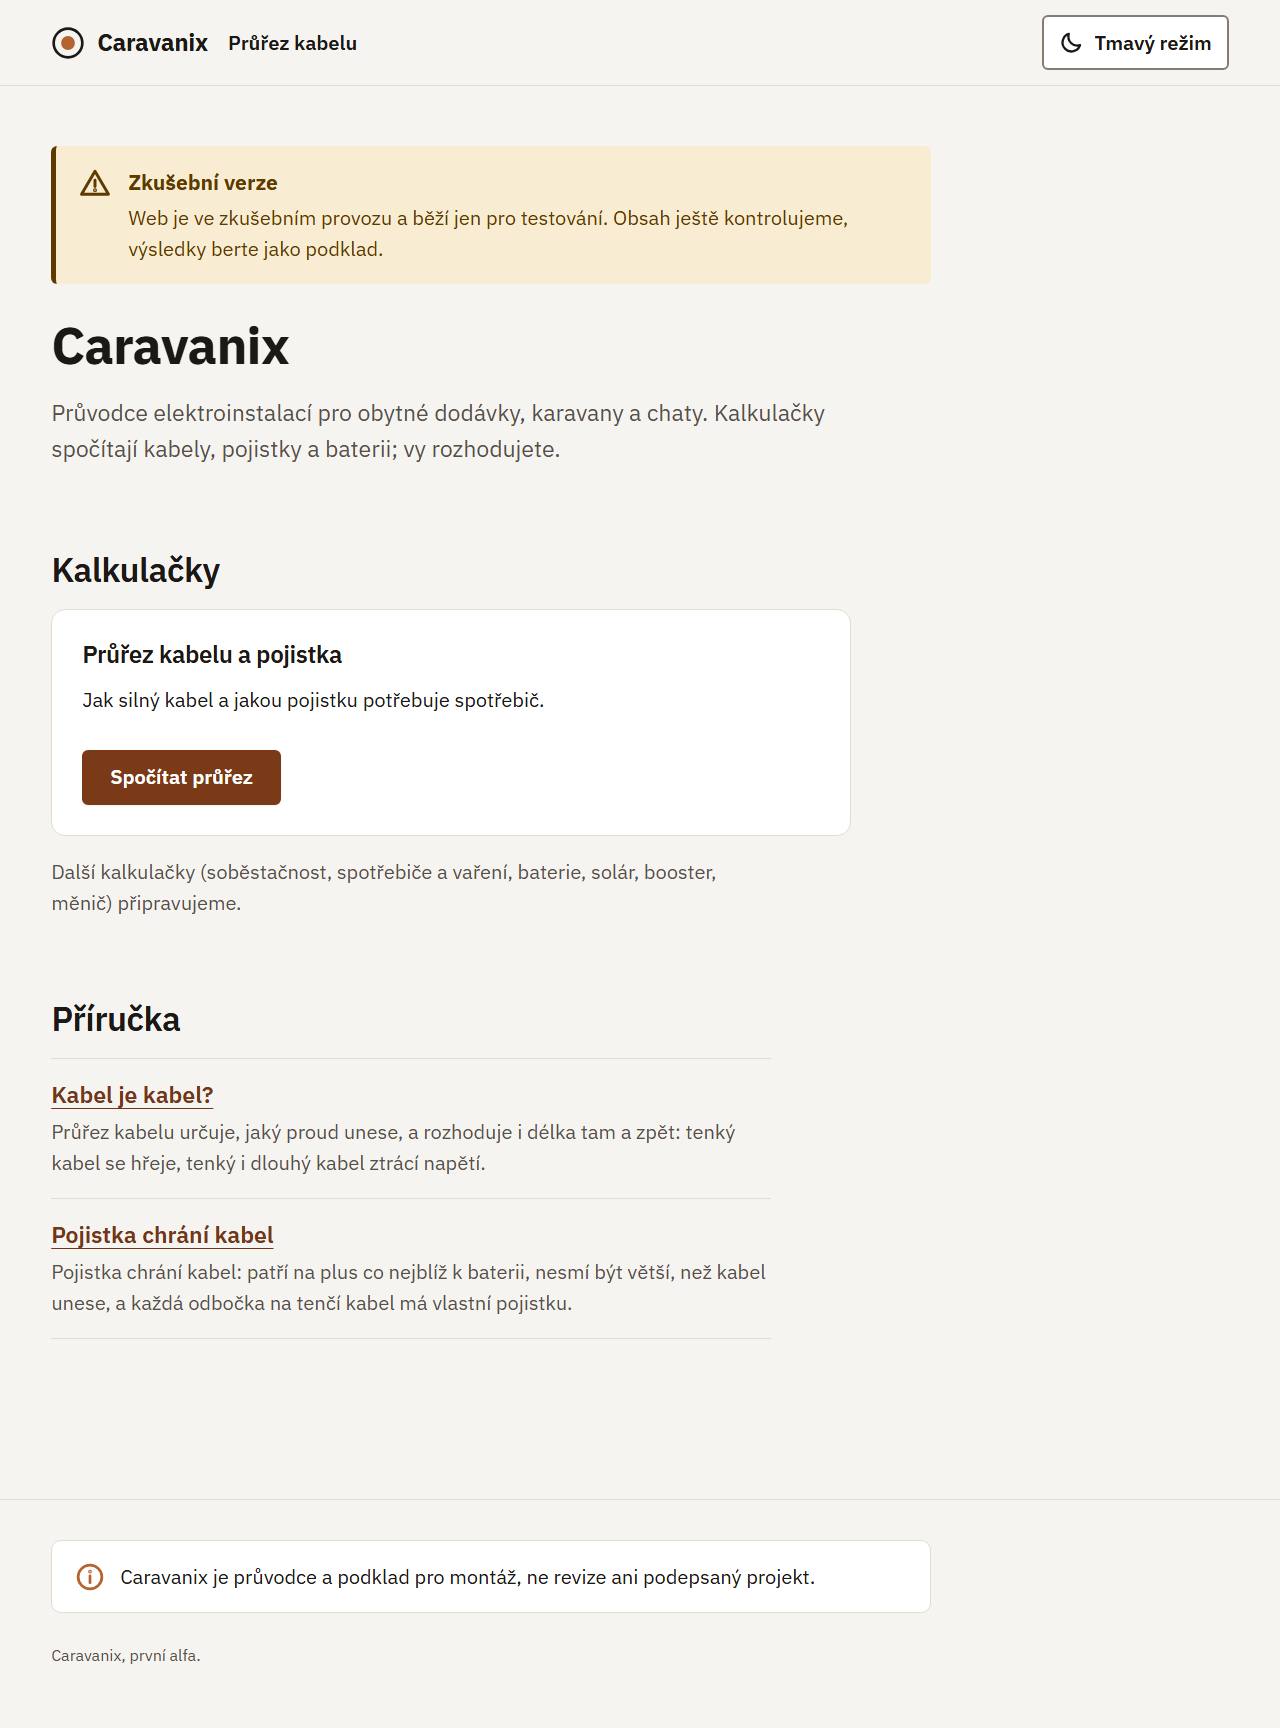 Caravanix
Průřez kabelu
Tmavý režim
Zkušební verze
Web je ve zkušebním provozu a běží jen pro testování. Obsah ještě kontrolujeme,
výsledky berte jako podklad.
Caravanix
Průvodce elektroinstalací pro obytné dodávky, karavany a chaty. Kalkulačky
spočítají kabely, pojistky a baterii; vy rozhodujete.
Kalkulačky
Průřez kabelu a pojistka
Jak silný kabel a jakou pojistku potřebuje spotřebič.
Spočítat průřez
Další kalkulačky (soběstačnost, spotřebiče a vaření, baterie, solár, booster,
měnič) připravujeme.
Příručka
Kabel je kabel?
Průřez kabelu určuje, jaký proud unese, a rozhoduje i délka tam a zpět: tenký
kabel se hřeje, tenký i dlouhý kabel ztrácí napětí.
Pojistka chrání kabel
Pojistka chrání kabel: patří na plus co nejblíž k baterii, nesmí být větší, než kabel
unese, a každá odbočka na tenčí kabel má vlastní pojistku.
Caravanix je průvodce a podklad pro montáž, ne revize ani podepsaný projekt.
Caravanix, první alfa.